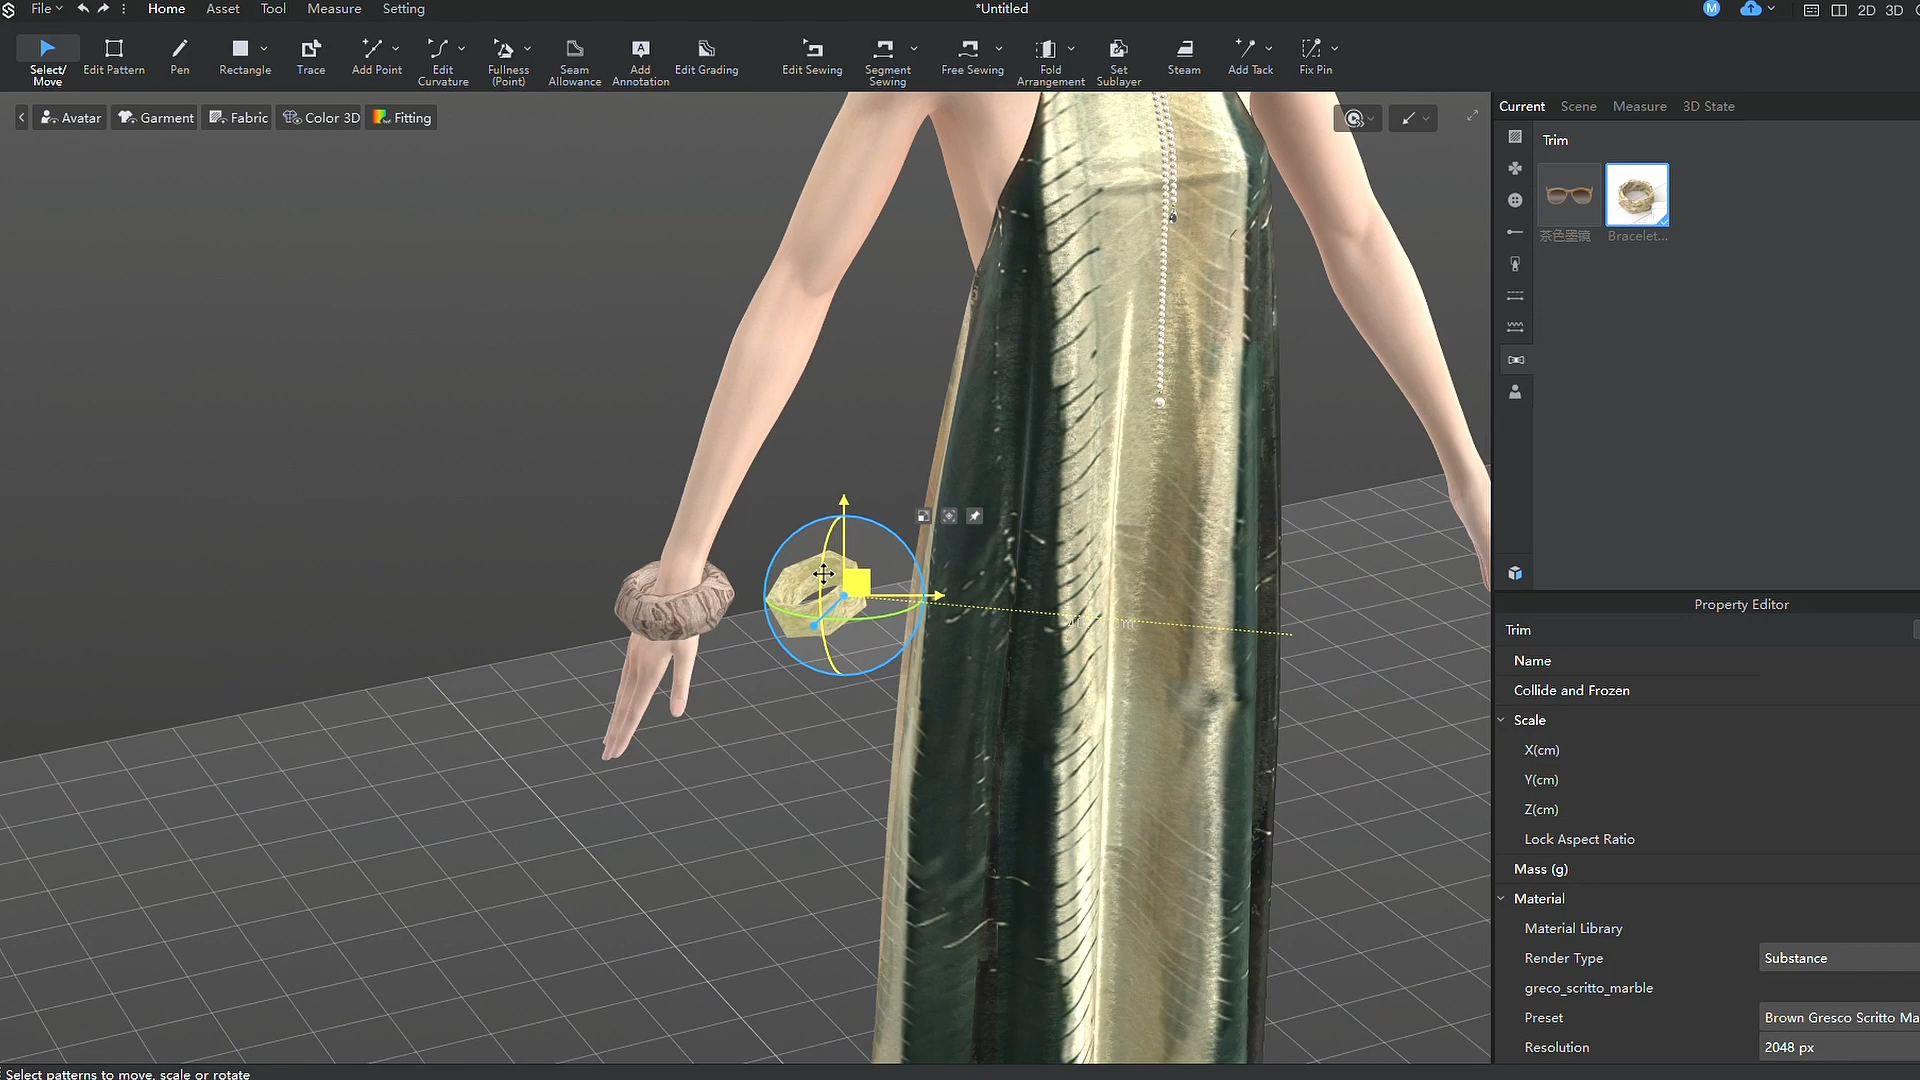 File Home Asset Tool Measure Setting *Untitled M 2D 3D
Select/ Move Edit Pattern Pen Rectangle Trace Add Point Edit Curvature Fullness (Point) Seam Allowance Add Annotation Edit Grading Edit Sewing Segment Sewing Free Sewing Fold Arrangement Set Sublayer Steam Add Tack Fix Pin
Avatar Garment Fabric Color 3D Fitting
Current Scene Measure 3D State
Trim
茶色墨镜 Bracelet...
Property Editor
Trim
Name
Collide and Frozen
Scale
X(cm)
Y(cm)
Z(cm)
Lock Aspect Ratio
Mass (g)
Material
Material Library
Render Type Substance
greco_scritto_marble
Preset Brown Gresco Scritto Ma
Resolution 2048 px
Select patterns to move, scale or rotate